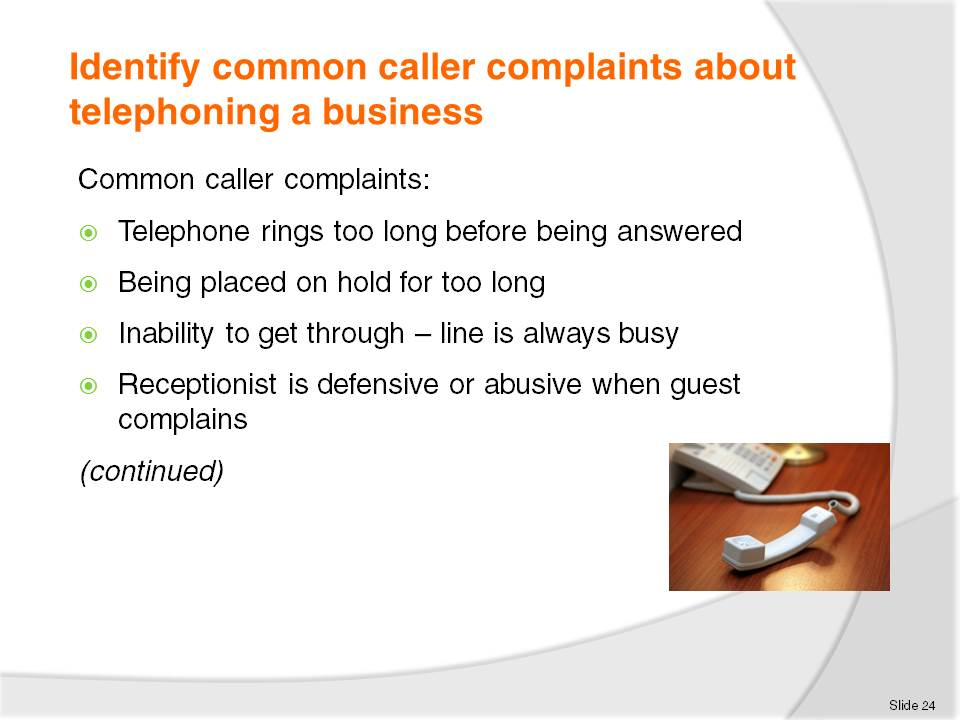 Identify common caller complaints about
telephoning a business
Common caller complaints:
Telephone rings too long before being answered
Being placed on hold for too long
Inability to get through – line is always busy
Receptionist is defensive or abusive when guest
complains
(continued)
Slide 24